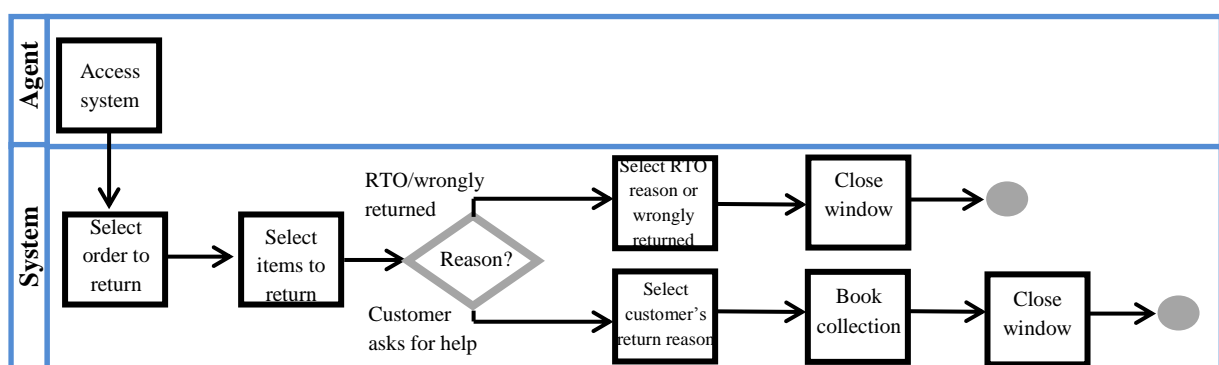 Agent
Access
system
System
Select
order to
return
Select
items to
return
RTO/wrongly
returned
Reason?
Customer
asks for help
Select RTO
reason or
wrongly
returned
Close
window
Select
customer's
return reason
Book
collection
Close
window